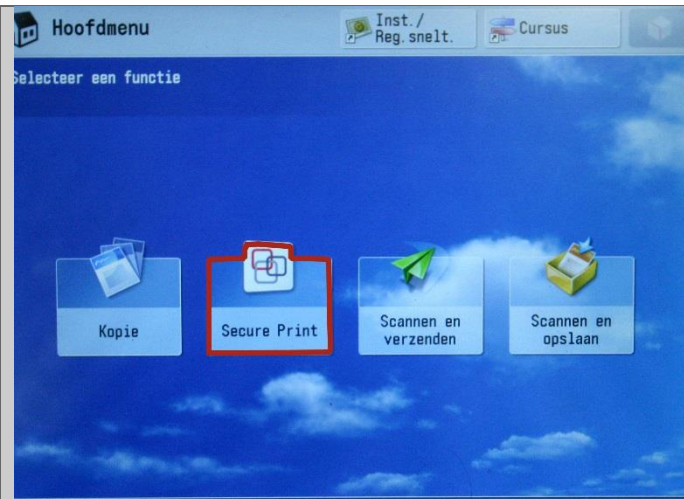 Hoofdmenu
Inst./
Reg.snelt.
Cursus
Selecteer een functie
Kopie
Secure Print
Scannen en
verzenden
Scannen en
opslaan